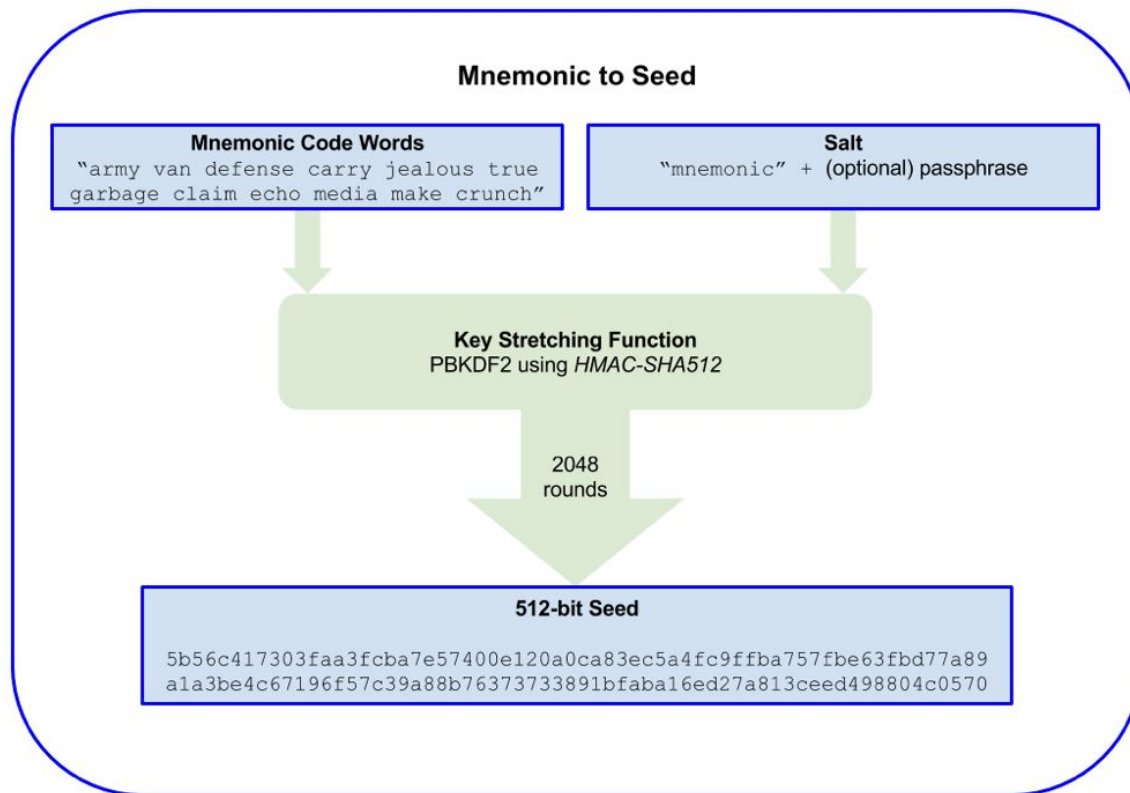 Mnemonic to Seed
Mnemonic Code Words
“army van defense carry jealous true
garbage claim echo media make crunch”
Salt
“mnemonic” + (optional) passphrase
Key Stretching Function
PBKDF2 using HMAC-SHA512
2048
rounds
512-bit Seed
5b56c417303faa3fcba7e57400e120a0ca83ec5a4fc9ffba757fbe63fbd77a89
a1a3be4c67196f57c39a88b76373733891bfaba16ed27a813ceed498804c0570